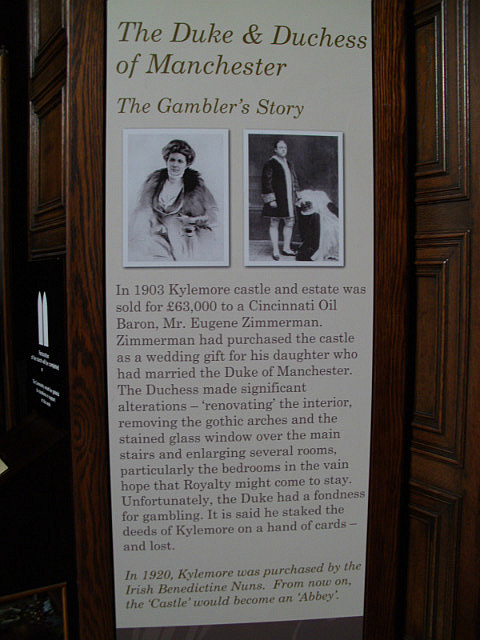 The Duke & Duchess
of Manchester
The Gambler's Story
In 1903 Kylemore castle and estate was
sold for £63,000 to a Cincinnati Oil
Baron, Mr. Eugene Zimmerman.
Zimmerman had purchased the castle
as a wedding gift for his daughter who
had married the Duke of Manchester.
The Duchess made significant
alterations – 'renovating' the interior,
removing the gothic arches and the
stained glass window over the main
stairs and enlarging several rooms,
particularly the bedrooms in the vain
hope that Royalty might come to stay.
Unfortunately, the Duke had a fondness
for gambling. It is said he staked the
deeds of Kylemore on a hand of cards –
and lost.
In 1920, Kylemore was purchased by the
Irish Benedictine Nuns. From now on,
the 'Castle' would become an 'Abbey'.